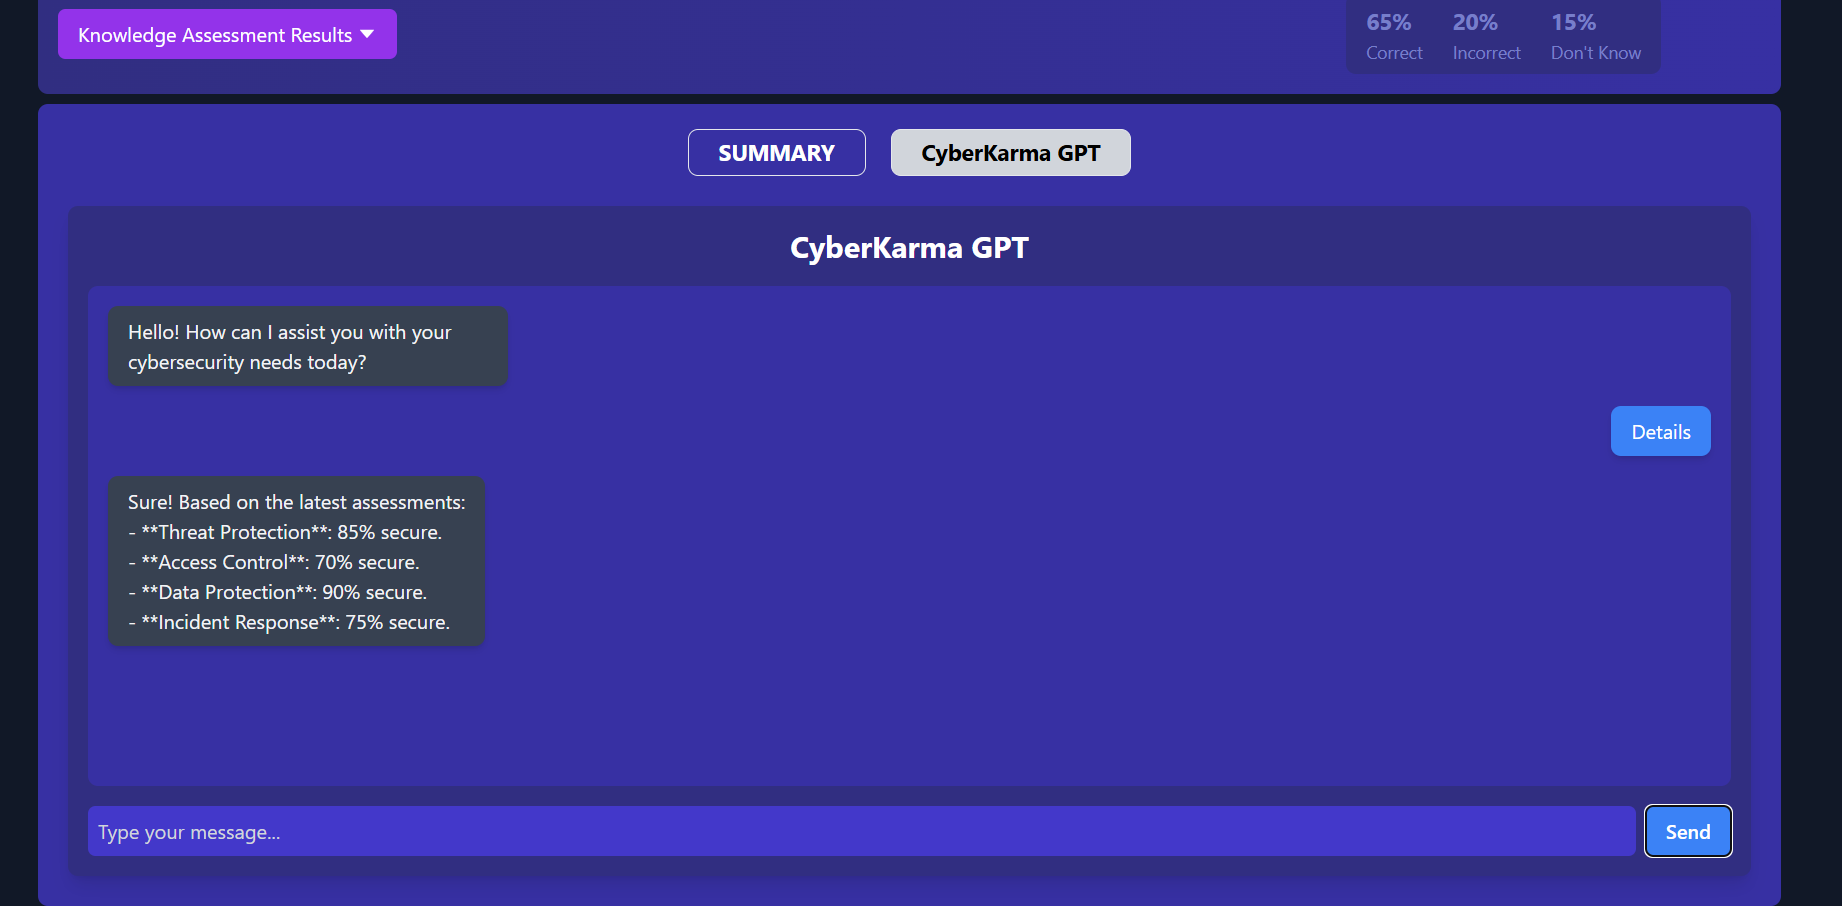 Knowledge Assessment Results
65% 20% 15%
Correct Incorrect Don't Know
SUMMARY CyberKarma GPT
CyberKarma GPT
Hello! How can I assist you with your
cybersecurity needs today?
Details
Sure! Based on the latest assessments:
- **Threat Protection**: 85% secure.
- **Access Control**: 70% secure.
- **Data Protection**: 90% secure.
- **Incident Response**: 75% secure.
Type your message...
Send